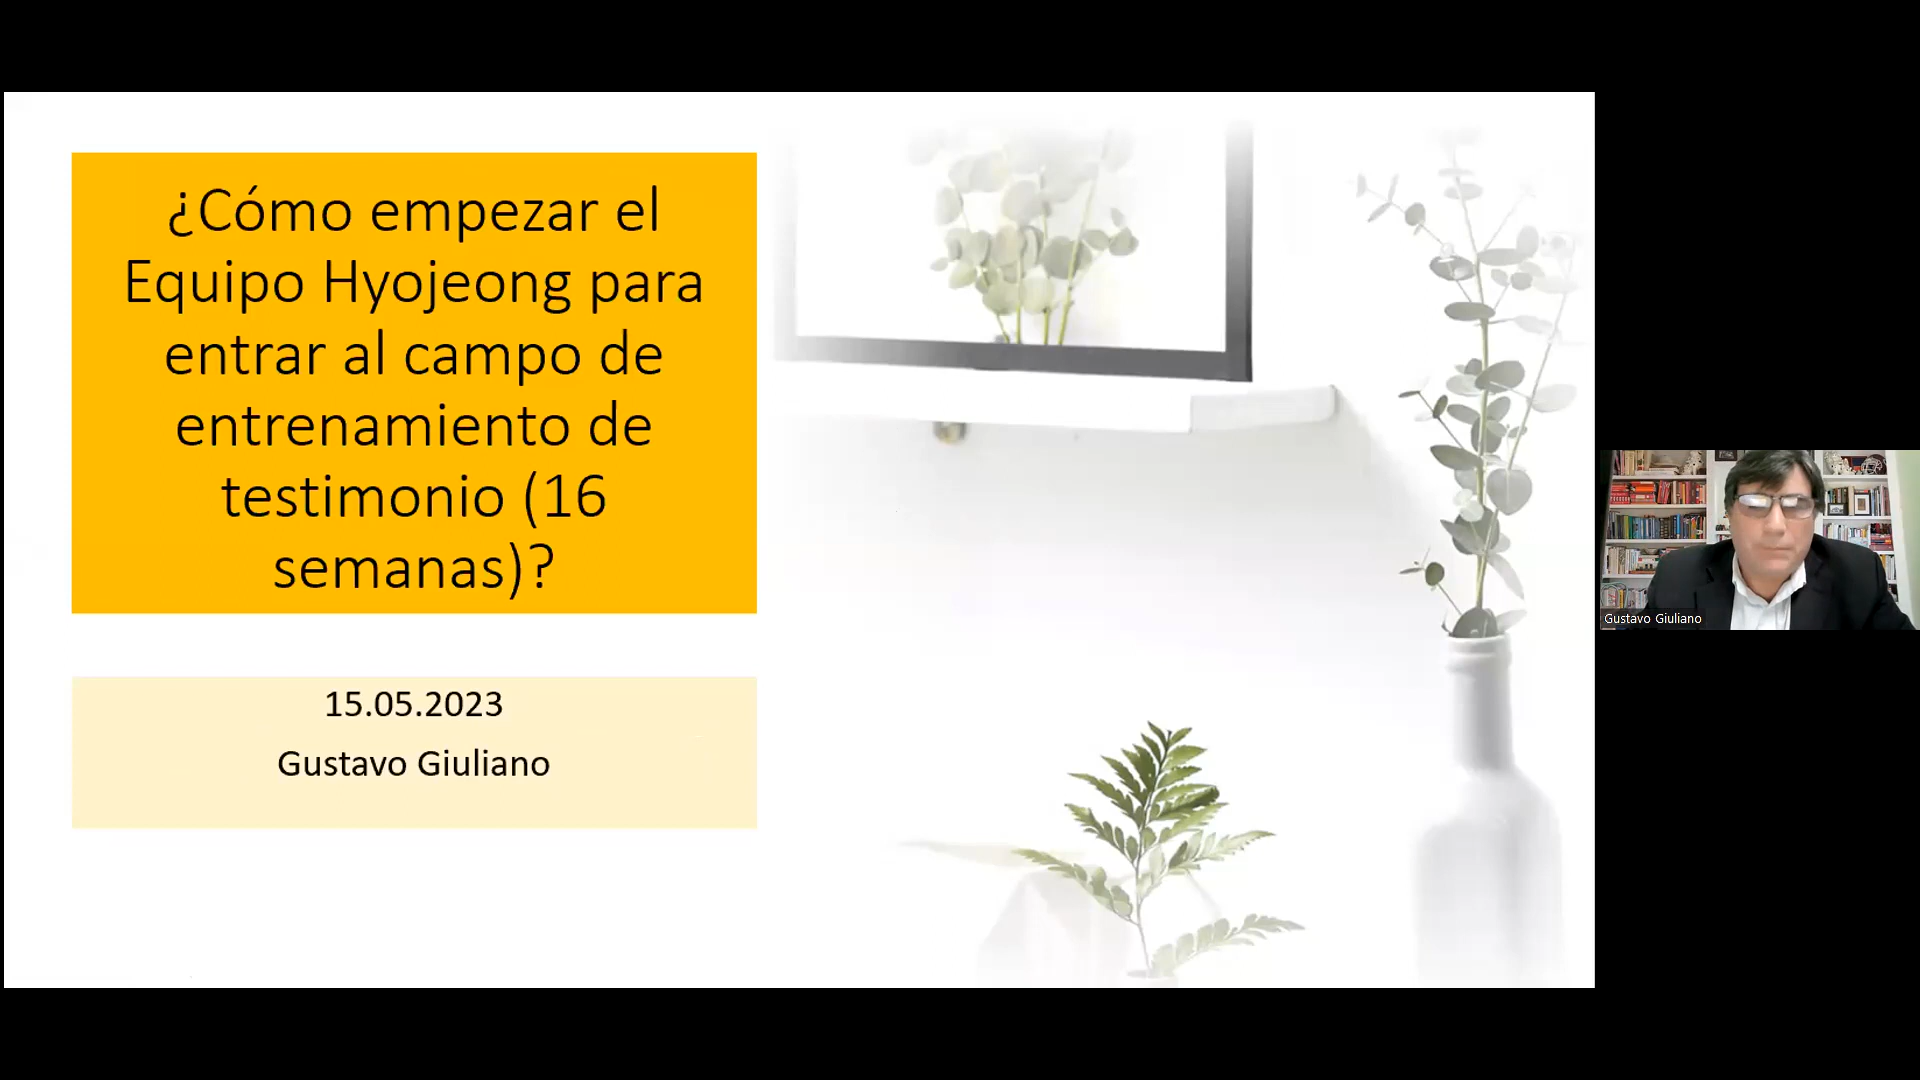 ¿Cómo empezar el
Equipo Hyojeong para
entrar al campo de
entrenamiento de
testimonio (16
semanas)?
15.05.2023
Gustavo Giuliano
Gustavo Giuliano